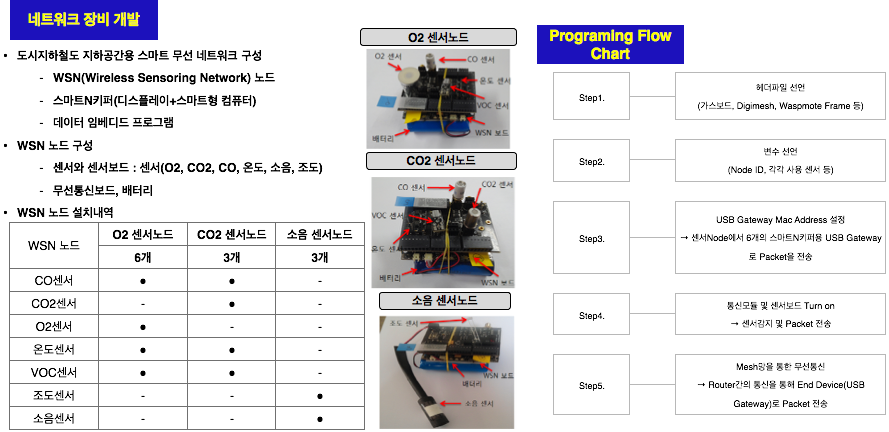 네트워크 장비 개발
• 도시지하철도 지하공간용 스마트 무선 네트워크 구성
- WSN(Wireless Sensoring Network) 노드
- 스마트N키퍼(디스플레이+스마트형 컴퓨터)
- 데이터 임베디드 프로그램
• WSN 노드 구성
- 센서와 센서보드 : 센서(O2, CO2, CO, 온도, 소음, 조도)
- 무선통신보드, 배터리
• WSN 노드 설치내역
WSN 노드 O2 센서노드 CO2 센서노드 소음 센서노드
6개 3개 3개
CO센서 ● ● -
CO2센서 - ● -
O2센서 ● - -
온도센서 ● ● -
VOC센서 ● ● -
조도센서 - - ●
소음센서 - - ●
O2 센서노드
O2 센서
CO 센서
온도 센서
VOC 센서
배터리
WSN 보드
CO2 센서노드
CO 센서
CO2 센서
VOC 센서
온도 센서
배터리
WSN 보드
소음 센서노드
조도 센서
WSN 보드
배터리
소음 센서
Programing Flow
Chart
Step1.
헤더파일 선언
(가스보드, Digimesh, Waspmote Frame 등)
Step2.
변수 선언
(Node ID, 각각 사용 센서 등)
Step3.
USB Gateway Mac Address 설정
→ 센서Node에서 6개의 스마트N키퍼용 USB Gateway
로 Packet을 전송
Step4.
통신모듈 및 센서보드 Turn on
→ 센서감지 및 Packet 전송
Step5.
Mesh망을 통한 무선통신
→ Router간의 통신을 통해 End Device(USB
Gateway)로 Packet 전송